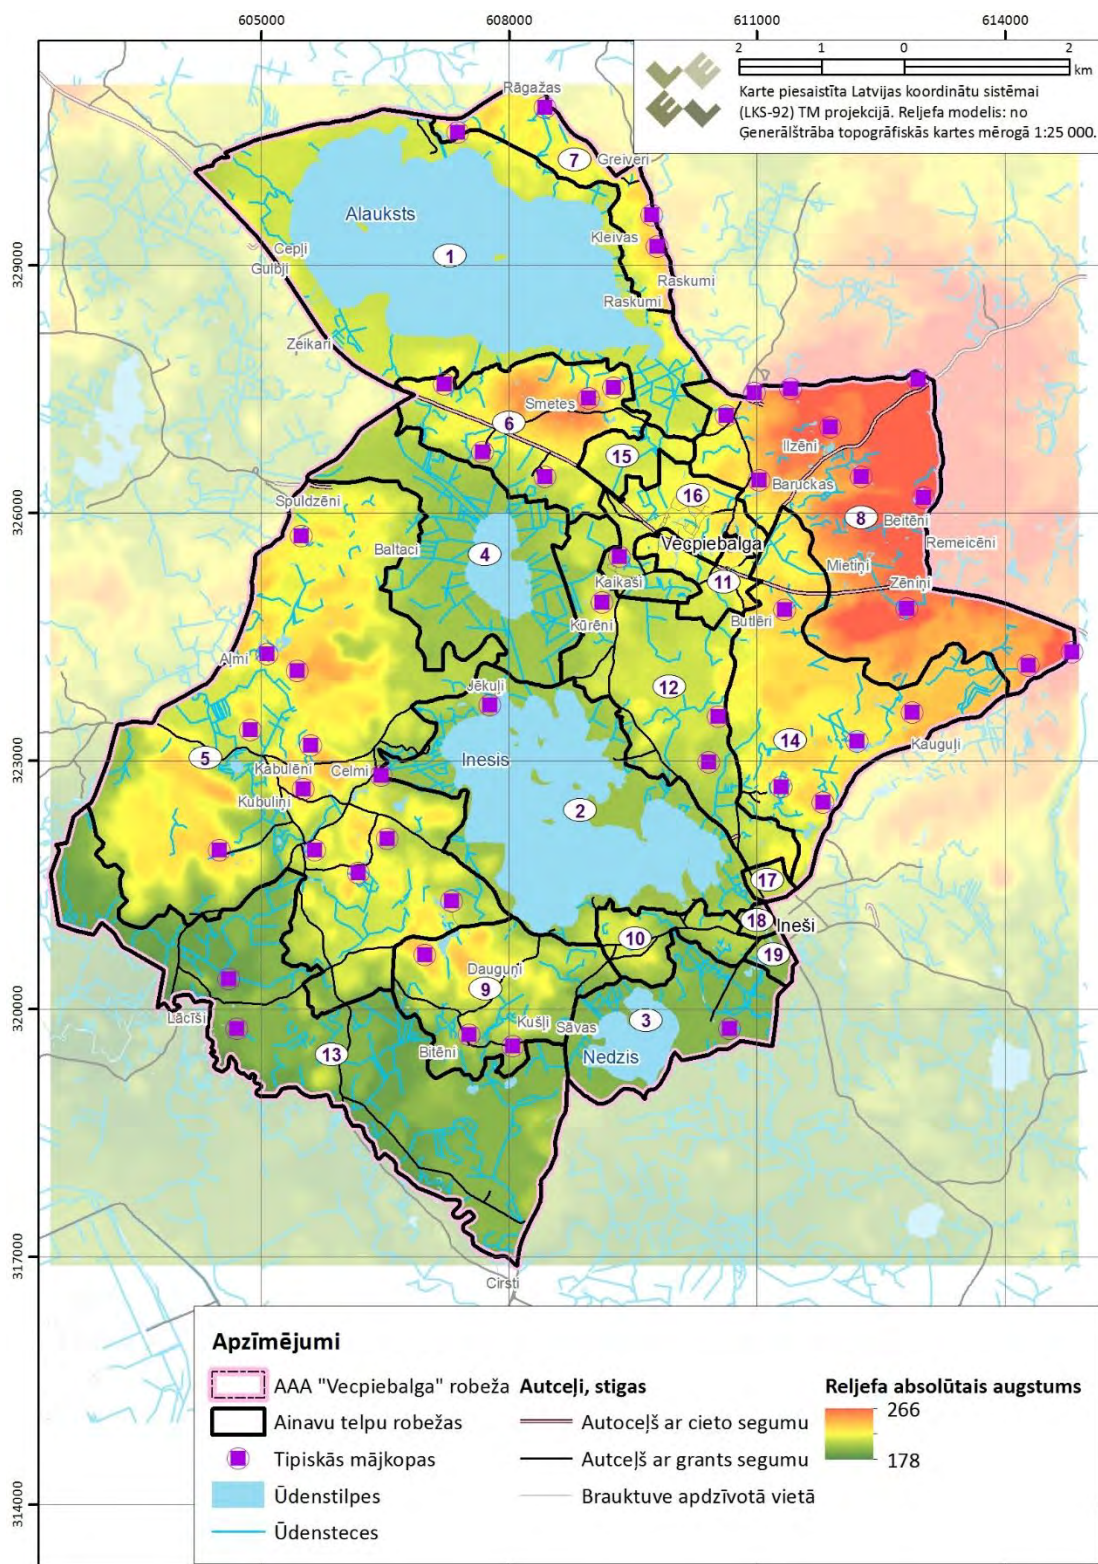 605000
608000
611000
614000
2
1
0
2
km
VEEV
Karte piesaistīta Latvijas koordinātu sistēmai
(LKS-92) TM projekcijā. Reljefa modelis: no
Ģenerālštāba topogrāfiskās kartes mērogā 1:25 000.
Rāgažas
7
Greiveri
Alauksts
Kleivas
Cepļi
1
Gulbji
329000
Raskumi
Raskumi
Zeikari
Smetes
6
Ilzēni
15
Baruckas
16
Spuldzēni
8
Beitēni
326000
Remeicēni
Baltaci
4
Vecpiebalga
Mietiņi
Kaikaši
11
Zēniņi
Kūrēni
Butlēri
Aļmi
Jēkuļi
12
14
Kauguļi
5
Inesis
323000
Kabulēni
Celmi
Kubuliņi
2
17
18
Ineši
10
19
Dauguņi
9
Lācīši
320000
Kušļi
Sāvas
3
13
Bitēni
Nedzis
317000
Cirsti
314000
Apzīmējumi
AAA "Vecpiebalga" robeža
Ainavu telpu robežas
Tipiskās mājkopas
Ūdenstilpes
Ūdensteces
Autceļi, stigas
Autoceļš ar cieto segumu
Autceļš ar grants segumu
Brauktuve apdzīvotā vietā
Reljefa absolūtais augstums
266
178